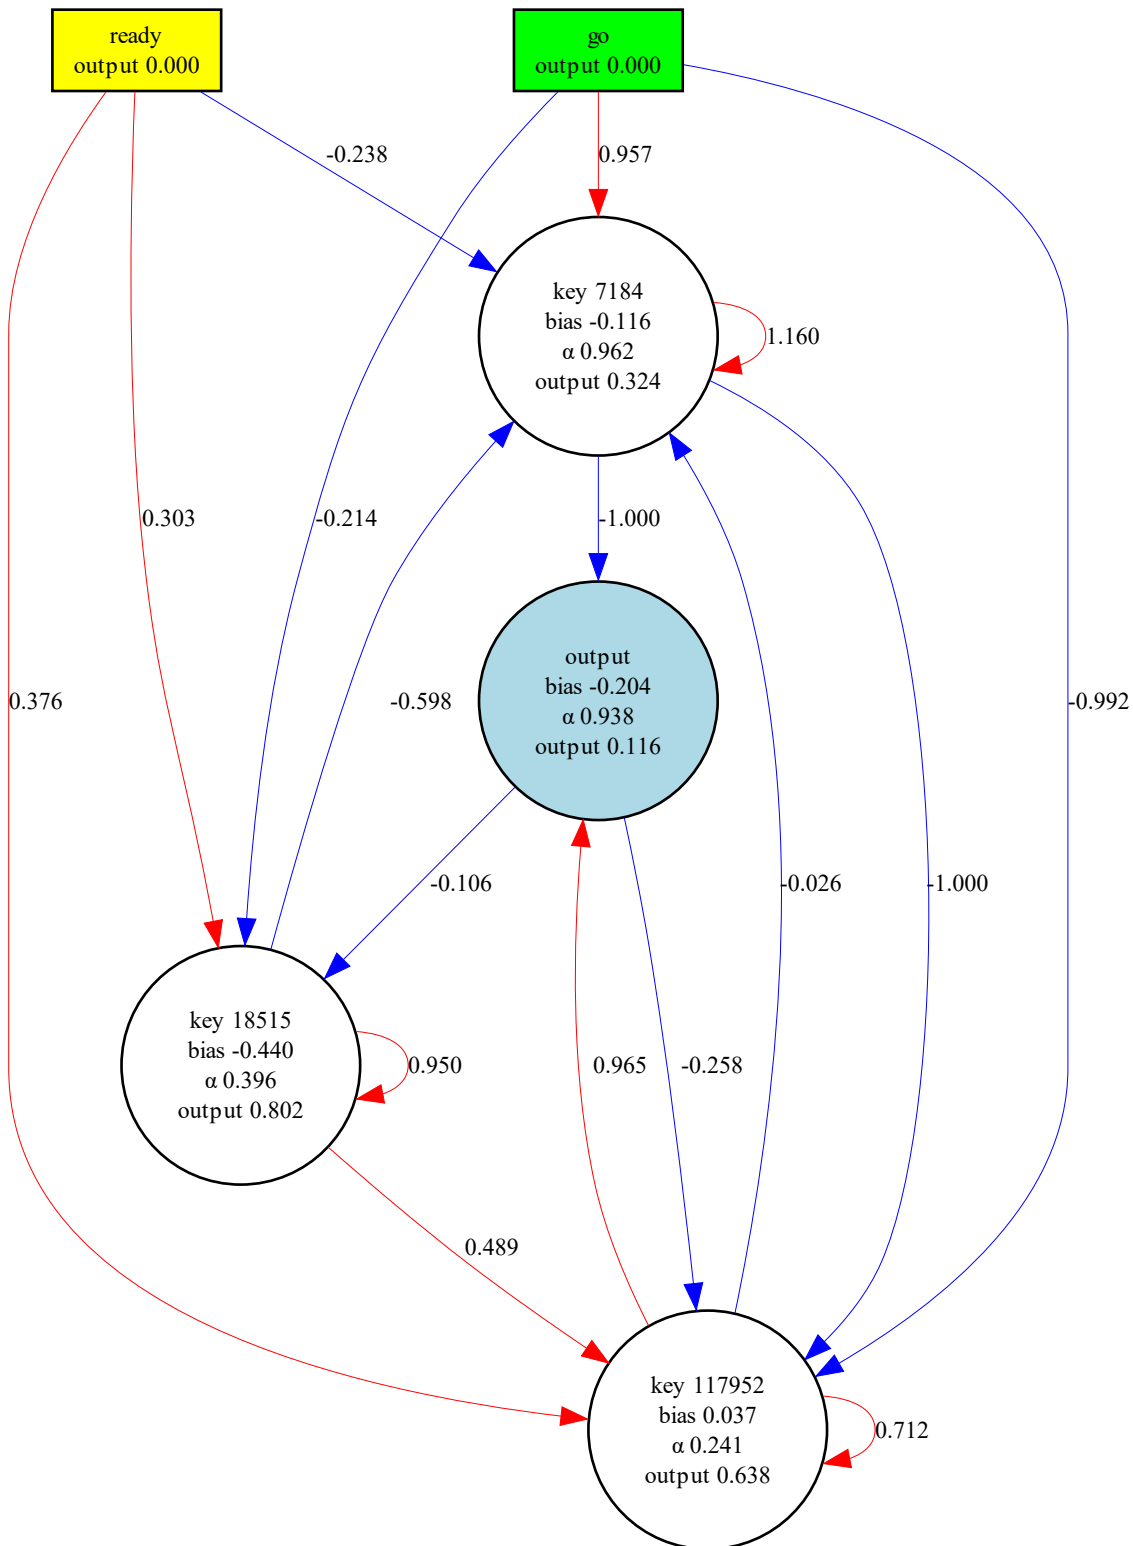 ready
output 0.000
go
output 0.000
-0.238
0.957
key 7184
bias -0.116
α 0.962
output 0.324
1.160
0.303
-0.214
-1.000
0.376
-0.598
output
bias -0.204
α 0.938
output 0.116
-0.992
-0.106
-0.026
-1.000
key 18515
bias -0.440
α 0.396
output 0.802
0.950
0.965
-0.258
0.489
key 117952
bias 0.037
α 0.241
output 0.638
0.712